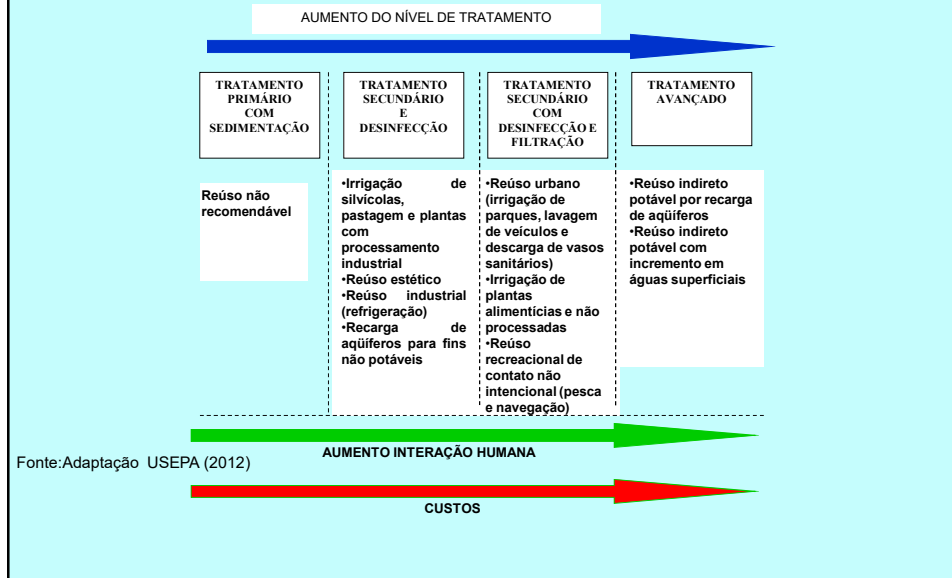 AUMENTO DO NÍVEL DE TRATAMENTO
TRATAMENTO
PRIMÁRIO
COM
SEDIMENTAÇÃO
TRATAMENTO
SECUNDÁRIO
E
DESINFECÇÃO
TRATAMENTO
SECUNDÁRIO
COM
DESINFECÇÃO E
FILTRAÇÃO
TRATAMENTO
AVANÇADO
Reúso não
recomendável
•Irrigação de
silvícolas,
pastagem e plantas
com
processamento
industrial
•Reúso estético
•Reúso industrial
(refrigeração)
•Recarga de
aqüíferos para fins
não potáveis
•Reúso urbano
(irrigação de
parques, lavagem
de veículos e
descarga de vasos
sanitários)
•Irrigação de
plantas
alimentícias e não
processadas
•Reúso
recreacional de
contato não
intencional (pesca
e navegação)
•Reúso indireto
potável por recarga
de aqüíferos
•Reúso indireto
potável com
incremento em
águas superficiais
AUMENTO INTERAÇÃO HUMANA
Fonte:Adaptação USEPA (2012)
CUSTOS